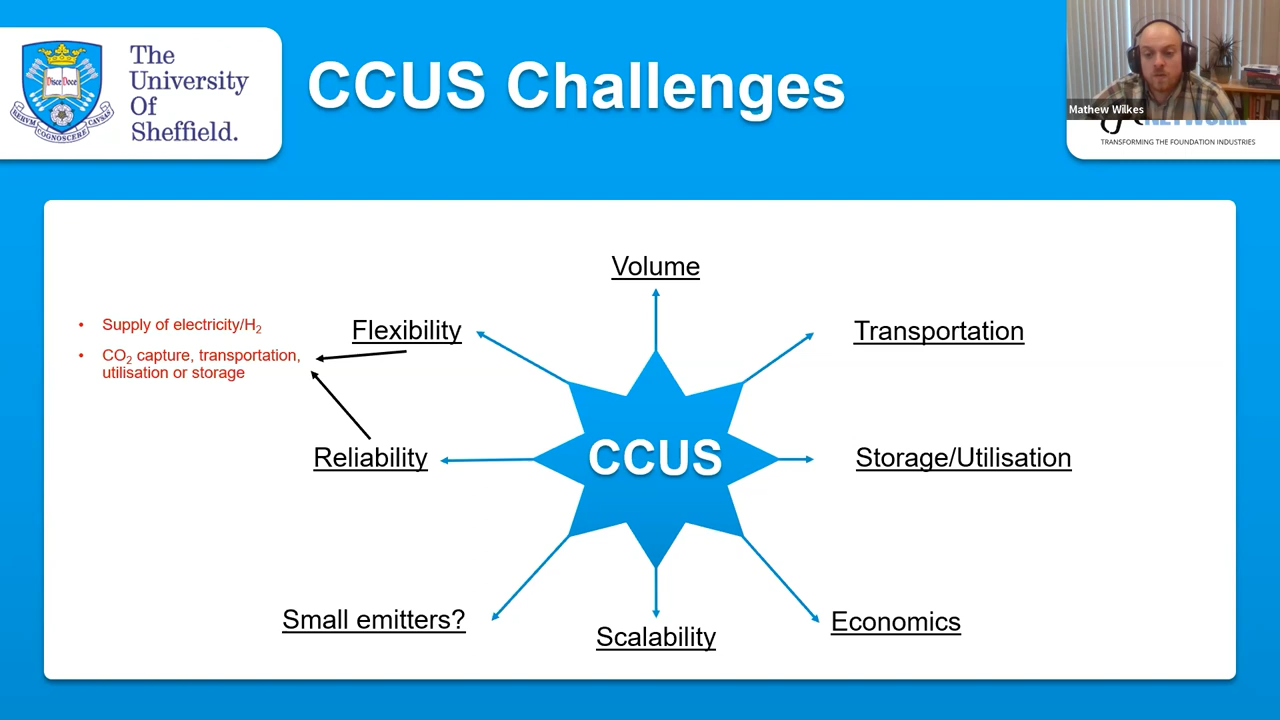 The
University
Of
Sheffield.
CCUS Challenges
Mathew Wilkes
TRANSFORMING THE FOUNDATION INDUSTRIES
Volume
• Supply of electricity/H₂
Flexibility
Transportation
• CO₂ capture, transportation,
utilisation or storage
Reliability
CCUS
Storage/Utilisation
Small emitters?
Scalability
Economics